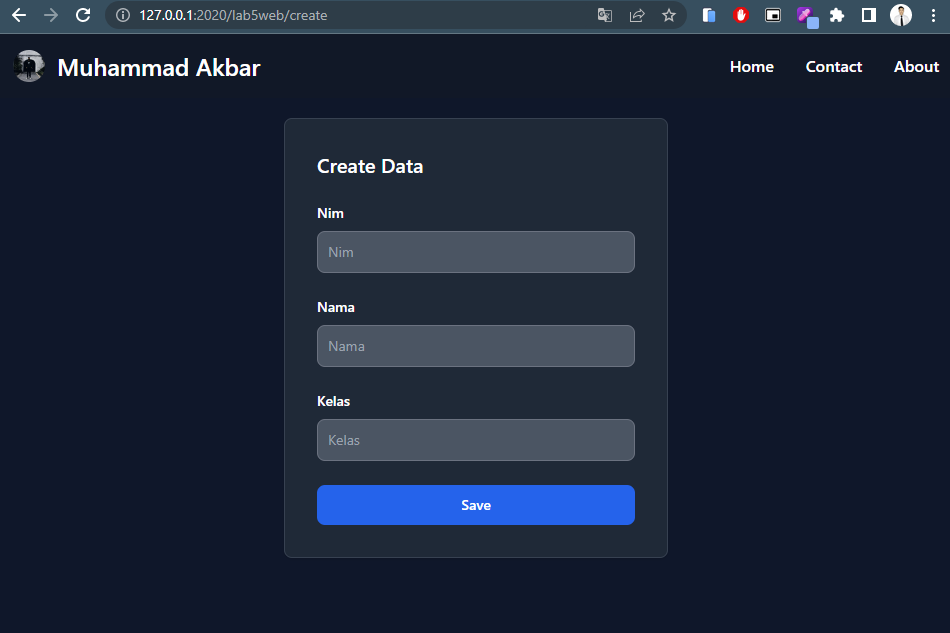 127.0.0.1:2020/lab5web/create
Muhammad Akbar
Home Contact About
Create Data
Nim
Nim
Nama
Nama
Kelas
Kelas
Save